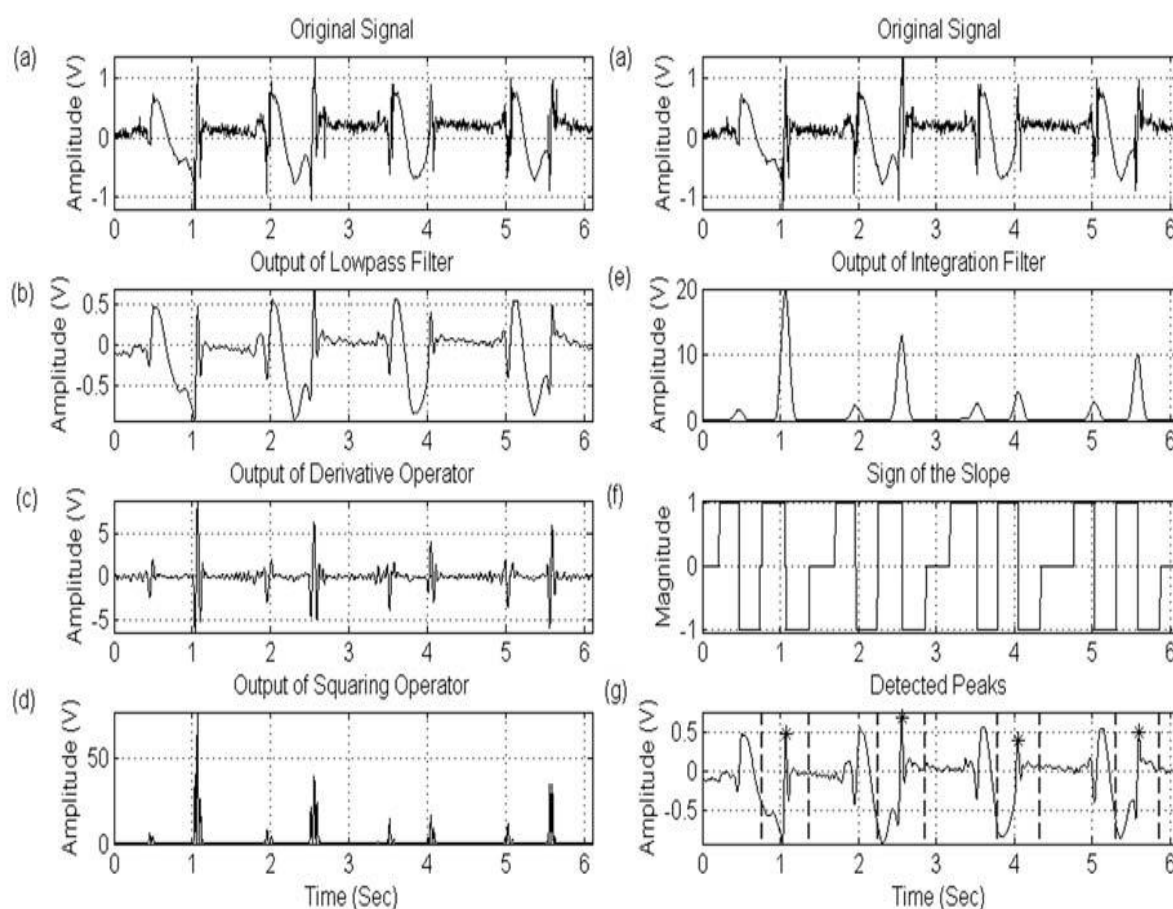 Original Signal
(a)
Amplitude (V)
1
0
-1
0 1 2 3 4 5 6
Output of Lowpass Filter
(b)
Amplitude (V)
0.5
0
-0.5
0 1 2 3 4 5 6
Output of Derivative Operator
(c)
Amplitude (V)
5
0
-5
0 1 2 3 4 5 6
Output of Squaring Operator
(d)
Amplitude (V)
50
0
0 1 2 3 4 5 6
Time (Sec)
Original Signal
(a)
Amplitude (V)
1
0
-1
0 1 2 3 4 5 6
Output of Integration Filter
(e)
Amplitude (V)
20
10
0
0 1 2 3 4 5 6
Sign of the Slope
(f)
Magnitude
1
0
-1
0 1 2 3 4 5 6
Detected Peaks
(g)
Amplitude (V)
0.5
0
-0.5
0 1 2 3 4 5 6
Time (Sec)